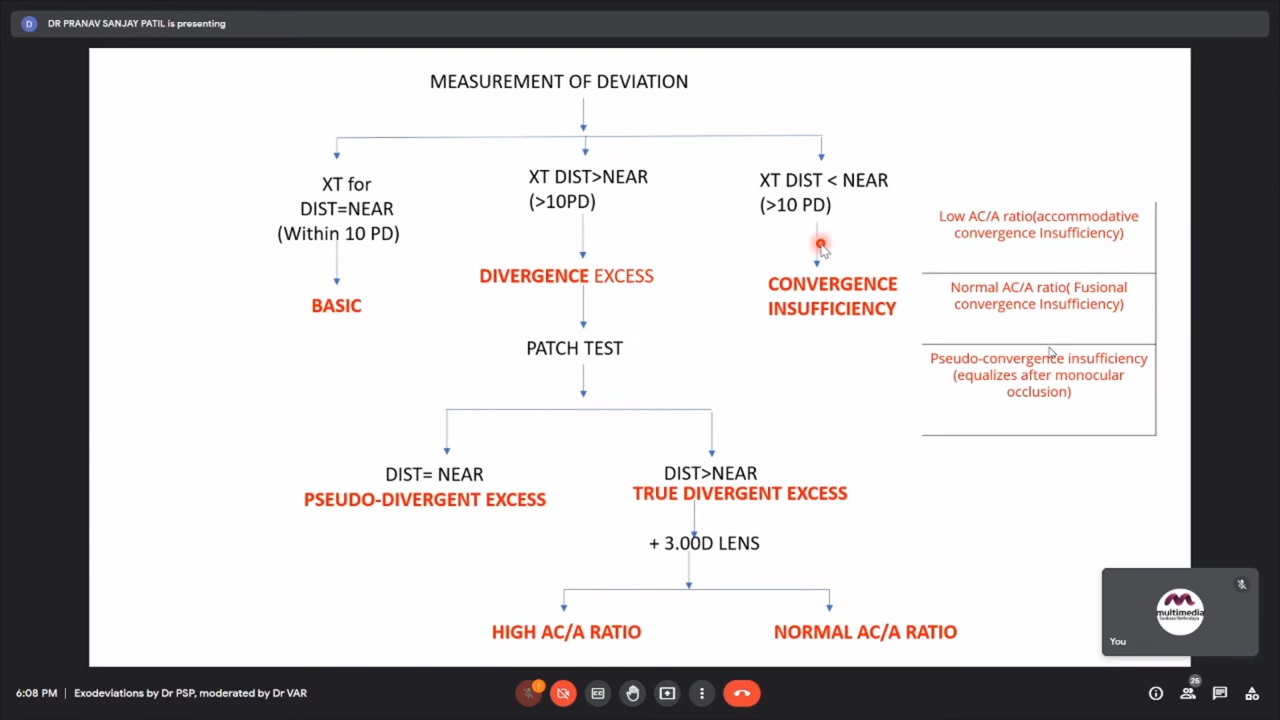 D DR PRANAV SANJAY PATIL is presenting
MEASUREMENT OF DEVIATION
XT for
DIST=NEAR
(Within 10 PD)
BASIC
XT DIST>NEAR
(>10PD)
DIVERGENCE EXCESS
PATCH TEST
XT DIST < NEAR
(>10 PD)
CONVERGENCE
INSUFFICIENCY
Low AC/A ratio(accommodative
convergence Insufficiency)
Normal AC/A ratio( Fusional
convergence Insufficiency)
Pseudo-convergence insufficiency
(equalizes after monocular
occlusion)
DIST= NEAR
PSEUDO-DIVERGENT EXCESS
DIST>NEAR
TRUE DIVERGENT EXCESS
+ 3.00D LENS
HIGH AC/A RATIO
NORMAL AC/A RATIO
multimedia
Sankara Nethralaya
You
6:08 PM | Exodeviations by Dr PSP, moderated by Dr VAR
25